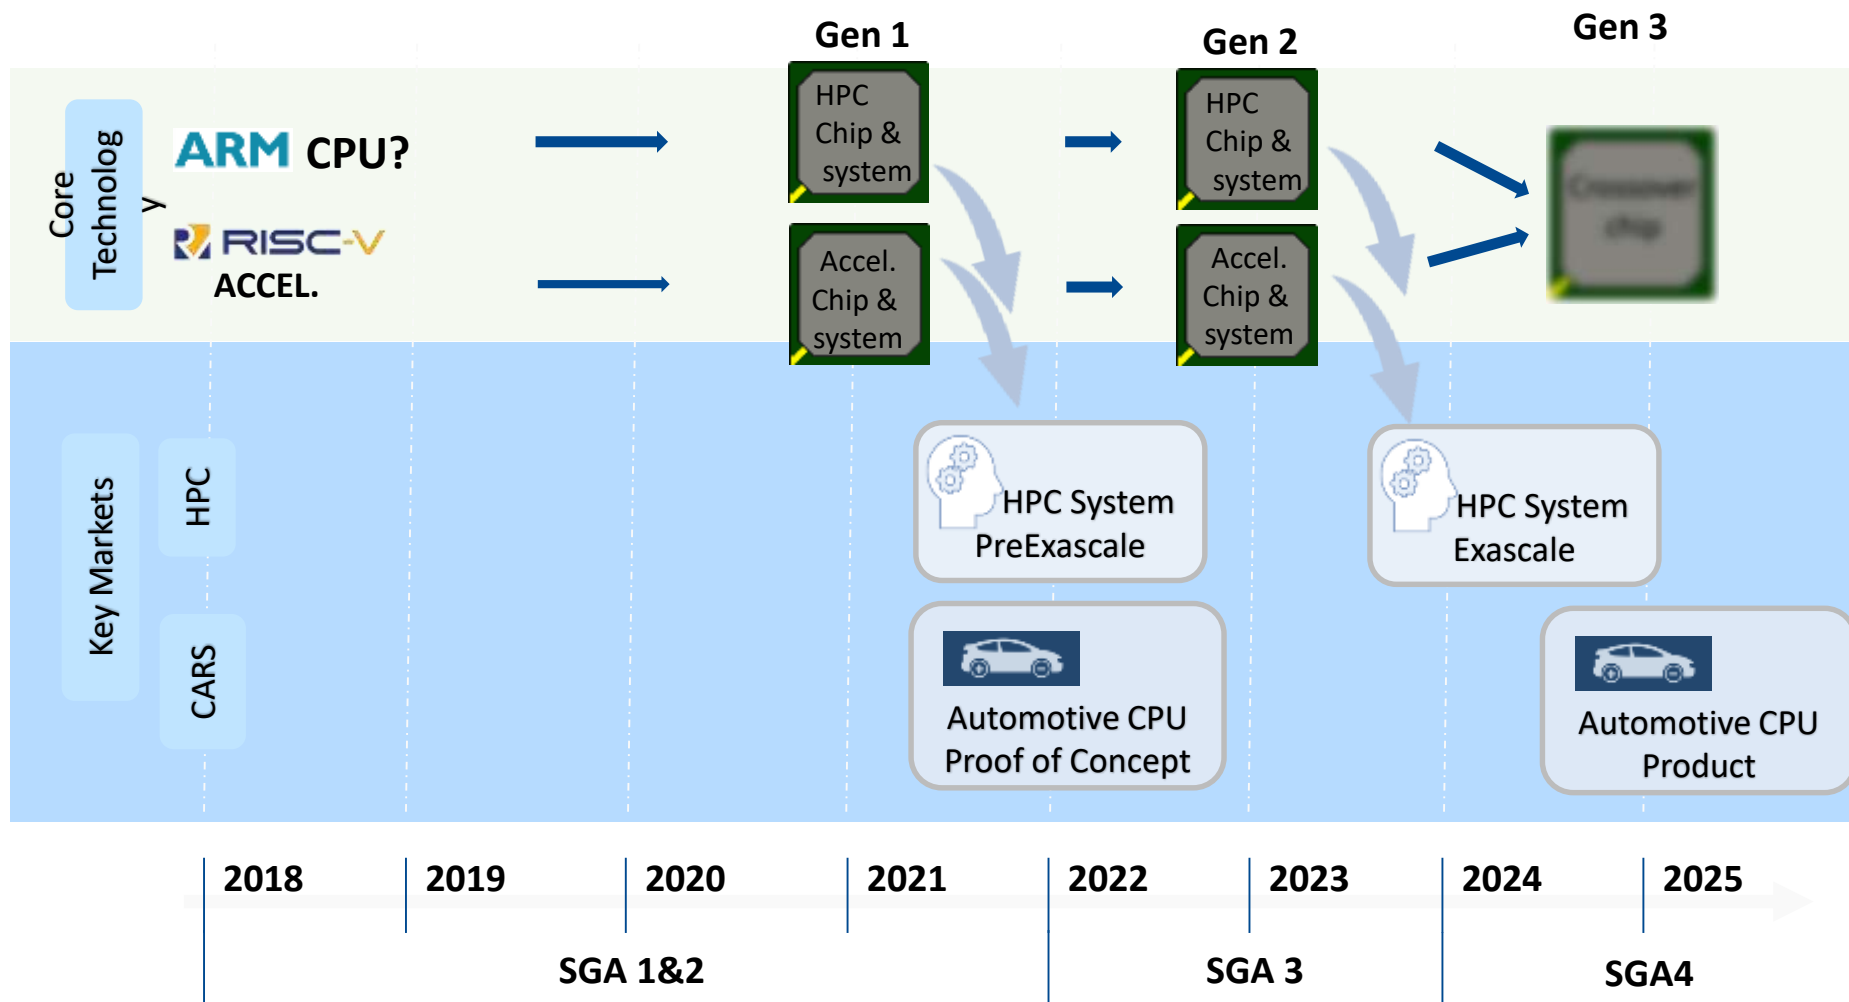 Gen 1
Gen 2
Gen 3
Core
Technolog
y
ARM CPU?
RISC-V
ACCEL.
HPC
Chip &
system
Accel.
Chip &
system
HPC
Chip &
system
Accel.
Chip &
system
Crossover
chip
Key Markets
HPC
CARS
HPC System
PreExascale
HPC System
Exascale
Automotive CPU
Proof of Concept
Automotive CPU
Product
2018
2019
2020
2021
2022
2023
2024
2025
SGA 1&2
SGA 3
SGA4